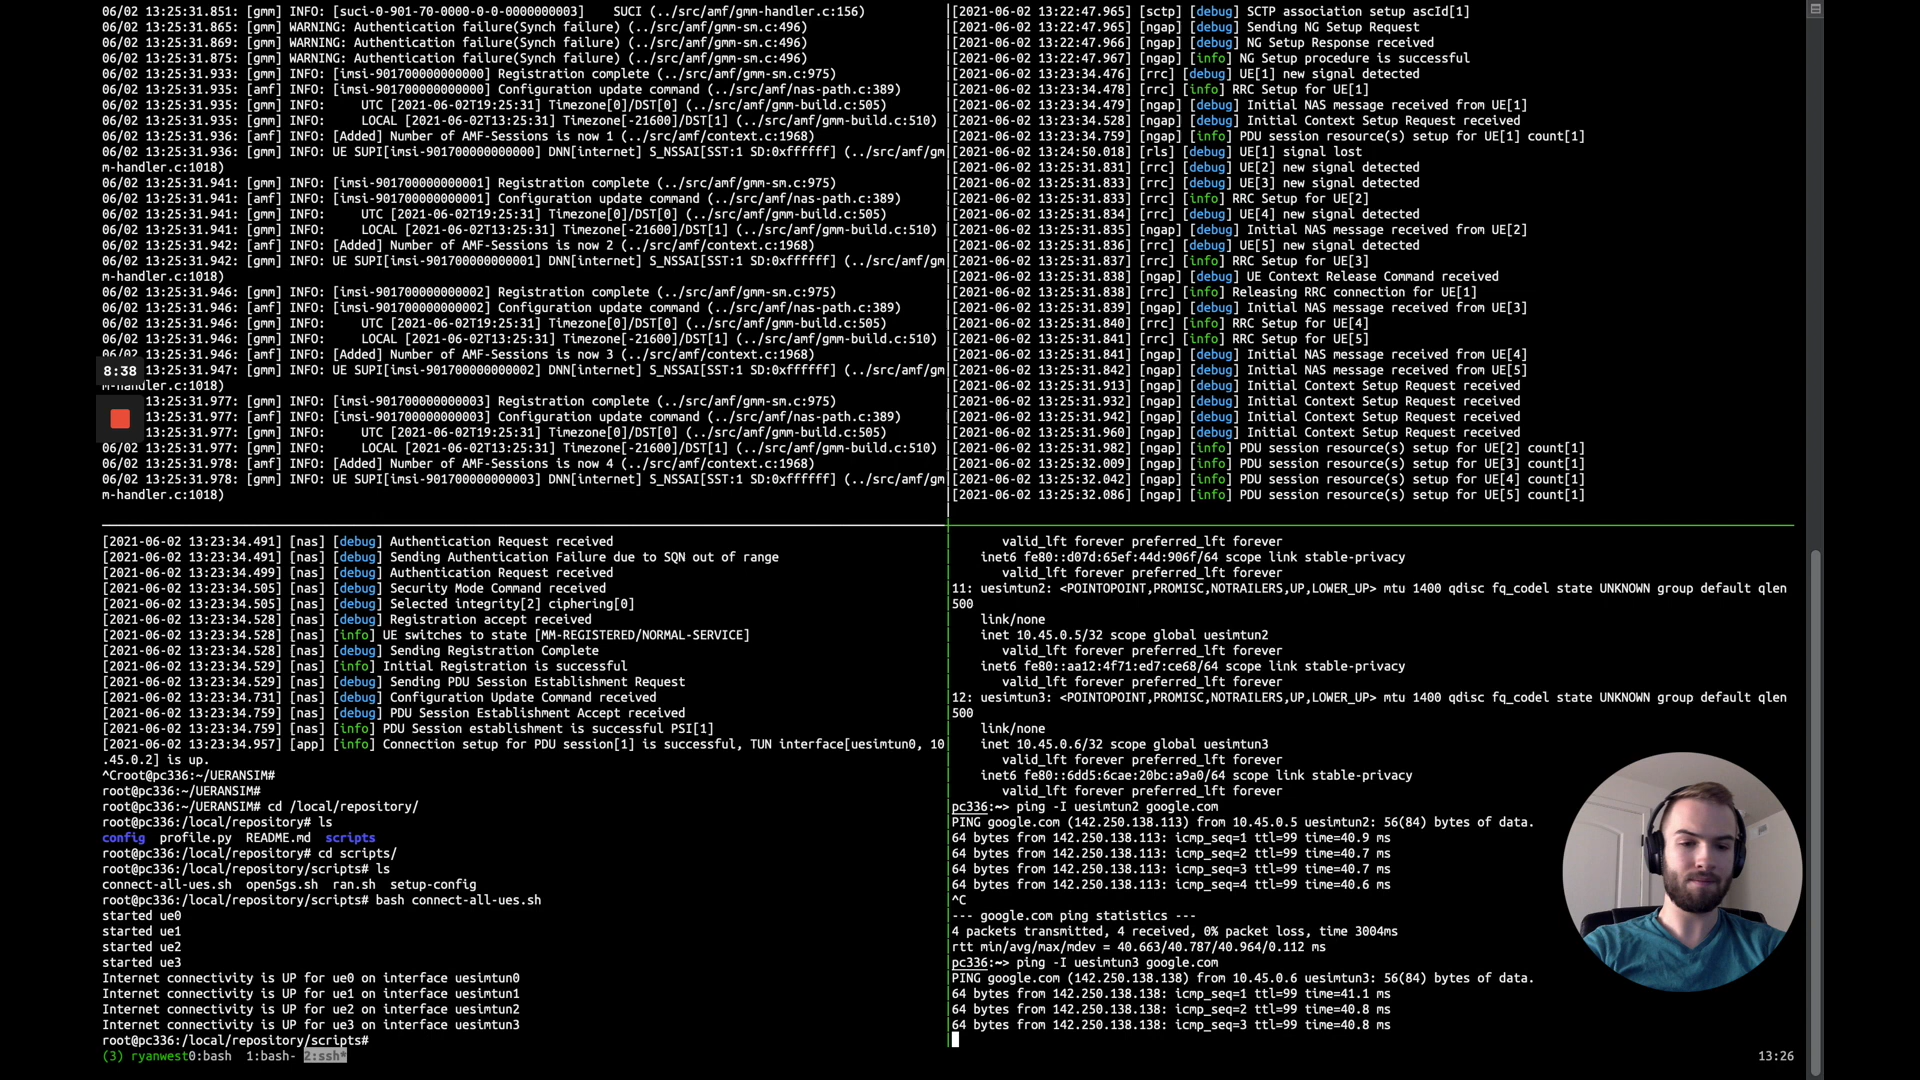 06/02 13:25:31.851: [gmm] INFO: [suci-0-901-70-0000-0-0-0000000003]    SUCI (../src/amf/gmm-handler.c:156)
06/02 13:25:31.865: [gmm] WARNING: Authentication failure(Synch failure) (../src/amf/gmm-sm.c:496)
06/02 13:25:31.869: [gmm] WARNING: Authentication failure(Synch failure) (../src/amf/gmm-sm.c:496)
06/02 13:25:31.875: [gmm] WARNING: Authentication failure(Synch failure) (../src/amf/gmm-sm.c:496)
06/02 13:25:31.933: [gmm] INFO: [imsi-901700000000000] Registration complete (../src/amf/gmm-sm.c:975)
06/02 13:25:31.935: [gmm] INFO: [imsi-901700000000000] Configuration update command (../src/amf/nas-path.c:389)
06/02 13:25:31.935: [gmm] INFO:     UTC [2021-06-02T19:25:31] Timezone[0]/DST[0] (../src/amf/gmm-build.c:505)
06/02 13:25:31.935: [gmm] INFO:     LOCAL [2021-06-02T13:25:31] Timezone[-21600]/DST[1] (../src/amf/gmm-build.c:510)
06/02 13:25:31.936: [amf] INFO: [Added] Number of AMF-Sessions is now 1 (../src/amf/context.c:1968)
06/02 13:25:31.936: [gmm] INFO: UE SUPI[imsi-901700000000000] DNN[internet] S_NSSAI[SST:1 SD:0xffffff] (../src/amf/gm
m-handler.c:1018)
06/02 13:25:31.941: [gmm] INFO: [imsi-901700000000001] Registration complete (../src/amf/gmm-sm.c:975)
06/02 13:25:31.941: [amf] INFO: [imsi-901700000000001] Configuration update command (../src/amf/nas-path.c:389)
06/02 13:25:31.941: [gmm] INFO:     UTC [2021-06-02T19:25:31] Timezone[0]/DST[0] (../src/amf/gmm-build.c:505)
06/02 13:25:31.941: [gmm] INFO:     LOCAL [2021-06-02T13:25:31] Timezone[-21600]/DST[1] (../src/amf/gmm-build.c:510)
06/02 13:25:31.942: [amf] INFO: [Added] Number of AMF-Sessions is now 2 (../src/amf/context.c:1968)
06/02 13:25:31.942: [gmm] INFO: UE SUPI[imsi-901700000000001] DNN[internet] S_NSSAI[SST:1 SD:0xffffff] (../src/amf/gm
m-handler.c:1018)
06/02 13:25:31.946: [gmm] INFO: [imsi-901700000000002] Registration complete (../src/amf/gmm-sm.c:975)
06/02 13:25:31.946: [amf] INFO: [imsi-901700000000002] Configuration update command (../src/amf/nas-path.c:389)
06/02 13:25:31.946: [gmm] INFO:     UTC [2021-06-02T19:25:31] Timezone[0]/DST[0] (../src/amf/gmm-build.c:505)
06/02 13:25:31.946: [gmm] INFO:     LOCAL [2021-06-02T13:25:31] Timezone[-21600]/DST[1] (../src/amf/gmm-build.c:510)
06/02 13:25:31.946: [amf] INFO: [Added] Number of AMF-Sessions is now 3 (../src/amf/context.c:1968)
13:25:31.947: [gmm] INFO: UE SUPI[imsi-901700000000002] DNN[internet] S_NSSAI[SST:1 SD:0xffffff] (../src/amf/gm
m-handler.c:1018)
13:25:31.977: [gmm] INFO: [imsi-901700000000003] Registration complete (../src/amf/gmm-sm.c:975)
13:25:31.977: [amf] INFO: [imsi-901700000000003] Configuration update command (../src/amf/nas-path.c:389)
13:25:31.977: [gmm] INFO:     UTC [2021-06-02T19:25:31] Timezone[0]/DST[0] (../src/amf/gmm-build.c:505)
06/02 13:25:31.977: [gmm] INFO:     LOCAL [2021-06-02T13:25:31] Timezone[-21600]/DST[1] (../src/amf/gmm-build.c:510)
06/02 13:25:31.978: [amf] INFO: [Added] Number of AMF-Sessions is now 4 (../src/amf/context.c:1968)
06/02 13:25:31.978: [gmm] INFO: UE SUPI[imsi-901700000000003] DNN[internet] S_NSSAI[SST:1 SD:0xffffff] (../src/amf/gm
m-handler.c:1018)
8:38
[2021-06-02 13:22:47.965] [sctp] [debug] SCTP association setup ascId[1]
[2021-06-02 13:22:47.965] [ngap] [debug] Sending NG Setup Request
[2021-06-02 13:22:47.966] [ngap] [debug] NG Setup Response received
[2021-06-02 13:22:47.967] [ngap] [info] NG Setup procedure is successful
[2021-06-02 13:23:34.476] [rrc] [debug] UE[1] new signal detected
[2021-06-02 13:23:34.478] [rrc] [info] RRC Setup for UE[1]
[2021-06-02 13:23:34.479] [ngap] [debug] Initial NAS message received from UE[1]
[2021-06-02 13:23:34.528] [ngap] [debug] Initial Context Setup Request received
[2021-06-02 13:23:34.759] [ngap] [info] PDU session resource(s) setup for UE[1] count[1]
[2021-06-02 13:24:50.018] [rls] [debug] UE[1] signal lost
[2021-06-02 13:25:31.831] [rrc] [debug] UE[2] new signal detected
[2021-06-02 13:25:31.833] [rrc] [debug] UE[3] new signal detected
[2021-06-02 13:25:31.833] [rrc] [info] RRC Setup for UE[2]
[2021-06-02 13:25:31.834] [rrc] [debug] UE[4] new signal detected
[2021-06-02 13:25:31.835] [ngap] [debug] Initial NAS message received from UE[2]
[2021-06-02 13:25:31.836] [rrc] [debug] UE[5] new signal detected
[2021-06-02 13:25:31.837] [rrc] [info] RRC Setup for UE[3]
[2021-06-02 13:25:31.838] [ngap] [debug] UE Context Release Command received
[2021-06-02 13:25:31.838] [rrc] [info] Releasing RRC connection for UE[1]
[2021-06-02 13:25:31.839] [ngap] [debug] Initial NAS message received from UE[3]
[2021-06-02 13:25:31.840] [rrc] [info] RRC Setup for UE[4]
[2021-06-02 13:25:31.841] [rrc] [info] RRC Setup for UE[5]
[2021-06-02 13:25:31.841] [ngap] [debug] Initial NAS message received from UE[4]
[2021-06-02 13:25:31.842] [ngap] [debug] Initial NAS message received from UE[5]
[2021-06-02 13:25:31.913] [ngap] [debug] Initial Context Setup Request received
[2021-06-02 13:25:31.932] [ngap] [debug] Initial Context Setup Request received
[2021-06-02 13:25:31.942] [ngap] [debug] Initial Context Setup Request received
[2021-06-02 13:25:31.960] [ngap] [debug] Initial Context Setup Request received
[2021-06-02 13:25:31.982] [ngap] [info] PDU session resource(s) setup for UE[2] count[1]
[2021-06-02 13:25:32.009] [ngap] [info] PDU session resource(s) setup for UE[3] count[1]
[2021-06-02 13:25:32.042] [ngap] [info] PDU session resource(s) setup for UE[4] count[1]
[2021-06-02 13:25:32.086] [ngap] [info] PDU session resource(s) setup for UE[5] count[1]
[2021-06-02 13:23:34.491] [nas] [debug] Authentication Request received
[2021-06-02 13:23:34.491] [nas] [debug] Sending Authentication Failure due to SQN out of range
[2021-06-02 13:23:34.499] [nas] [debug] Authentication Request received
[2021-06-02 13:23:34.505] [nas] [debug] Security Mode Command received
[2021-06-02 13:23:34.505] [nas] [debug] Selected integrity[2] ciphering[0]
[2021-06-02 13:23:34.528] [nas] [debug] Registration accept received
[2021-06-02 13:23:34.528] [nas] [info] UE switches to state [MM-REGISTERED/NORMAL-SERVICE]
[2021-06-02 13:23:34.528] [nas] [debug] Sending Registration Complete
[2021-06-02 13:23:34.529] [nas] [info] Initial Registration is successful
[2021-06-02 13:23:34.529] [nas] [debug] Sending PDU Session Establishment Request
[2021-06-02 13:23:34.731] [nas] [debug] Configuration Update Command received
[2021-06-02 13:23:34.759] [nas] [debug] PDU Session Establishment Accept received
[2021-06-02 13:23:34.759] [nas] [info] PDU Session establishment is successful PSI[1]
[2021-06-02 13:23:34.957] [app] [info] Connection setup for PDU session[1] is successful, TUN interface[uesimtun0, 10
.45.0.2] is up.
^Croot@pc336:~/UERANSIM#
root@pc336:~/UERANSIM#
root@pc336:~/UERANSIM# cd /local/repository/
root@pc336:/local/repository# ls
config  profile.py  README.md  scripts
root@pc336:/local/repository# cd scripts/
root@pc336:/local/repository/scripts# ls
connect-all-ues.sh  open5gs.sh  ran.sh  setup-config
root@pc336:/local/repository/scripts# bash connect-all-ues.sh
started ue0
started ue1
started ue2
started ue3
Internet connectivity is UP for ue0 on interface uesimtun0
Internet connectivity is UP for ue1 on interface uesimtun1
Internet connectivity is UP for ue2 on interface uesimtun2
Internet connectivity is UP for ue3 on interface uesimtun3
root@pc336:/local/repository/scripts#
valid_lft forever preferred_lft forever
inet6 fe80::d07d:65ef:44d:906f/64 scope link stable-privacy
valid_lft forever preferred_lft forever
11: uesimtun2: <POINTOPOINT,PROMISC,NOTRAILERS,UP,LOWER_UP> mtu 1400 qdisc fq_codel state UNKNOWN group default qlen
500
link/none
inet 10.45.0.5/32 scope global uesimtun2
valid_lft forever preferred_lft forever
inet6 fe80::aa12:4f71:ed7:ce68/64 scope link stable-privacy
valid_lft forever preferred_lft forever
12: uesimtun3: <POINTOPOINT,PROMISC,NOTRAILERS,UP,LOWER_UP> mtu 1400 qdisc fq_codel state UNKNOWN group default qlen
500
link/none
inet 10.45.0.6/32 scope global uesimtun3
valid_lft forever preferred_lft forever
inet6 fe80::6dd5:6cae:20bc:a9a0/64 scope link stable-privacy
valid_lft forever preferred_lft forever
pc336:~> ping -I uesimtun2 google.com
PING google.com (142.250.138.113) from 10.45.0.5 uesimtun2: 56(84) bytes of data.
64 bytes from 142.250.138.113: icmp_seq=1 ttl=99 time=40.9 ms
64 bytes from 142.250.138.113: icmp_seq=2 ttl=99 time=40.7 ms
64 bytes from 142.250.138.113: icmp_seq=3 ttl=99 time=40.7 ms
64 bytes from 142.250.138.113: icmp_seq=4 ttl=99 time=40.6 ms
^C
--- google.com ping statistics ---
4 packets transmitted, 4 received, 0% packet loss, time 3004ms
rtt min/avg/max/mdev = 40.663/40.787/40.964/0.112 ms
pc336:~> ping -I uesimtun3 google.com
PING google.com (142.250.138.138) from 10.45.0.6 uesimtun3: 56(84) bytes of data.
64 bytes from 142.250.138.138: icmp_seq=1 ttl=99 time=41.1 ms
64 bytes from 142.250.138.138: icmp_seq=2 ttl=99 time=40.8 ms
64 bytes from 142.250.138.138: icmp_seq=3 ttl=99 time=40.8 ms
(3) ryanwest0:bash  1:bash- 2:ssh*
13:26